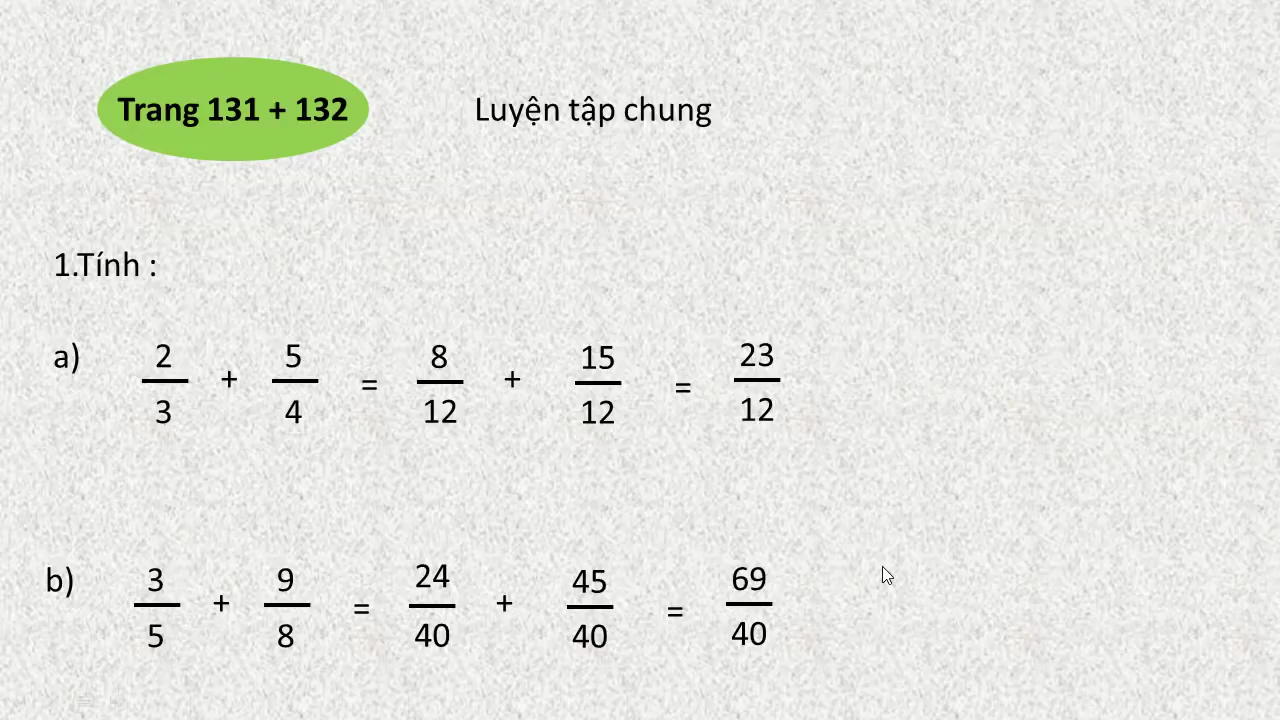 Trang 131 + 132
Luyện tập chung
1.Tính :
a) 2/3 + 5/4 = 8/12 + 15/12 = 23/12
b) 3/5 + 9/8 = 24/40 + 45/40 = 69/40